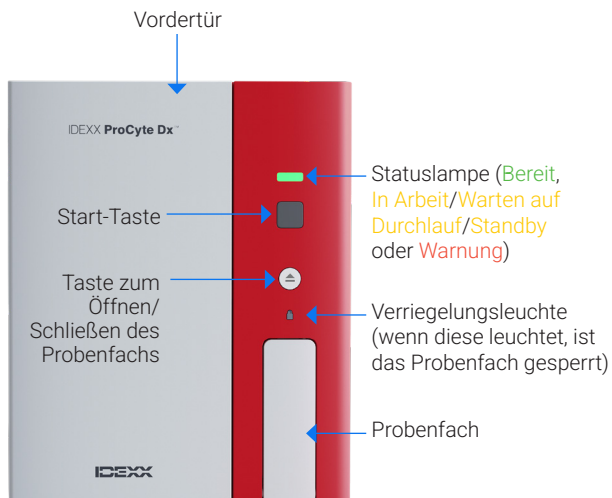 Vordertür
IDEXX ProCyte Dx™
Statuslampe (Bereit,
In Arbeit/Warten auf
Durchlauf/Standby
oder Warnung)
Start-Taste
Taste zum
Öffnen/
Schließen des
Probenfachs
Verriegelungsleuchte
(wenn diese leuchtet, ist
das Probenfach gesperrt)
Probenfach
IDEXX